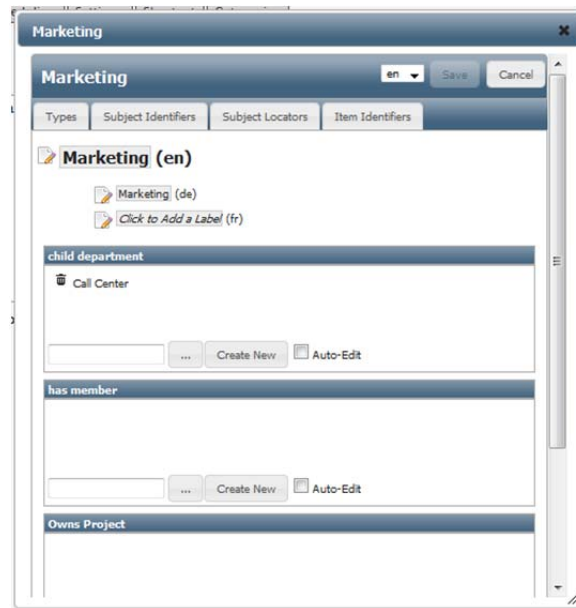 Marketing
Marketing
en
Save
Cancel
Types
Subject Identifiers
Subject Locators
Item Identifiers
Marketing (en)
Marketing (de)
Click to Add a Label (fr)
child department
Call Center
...
Create New
Auto-Edit
has member
...
Create New
Auto-Edit
Owns Project